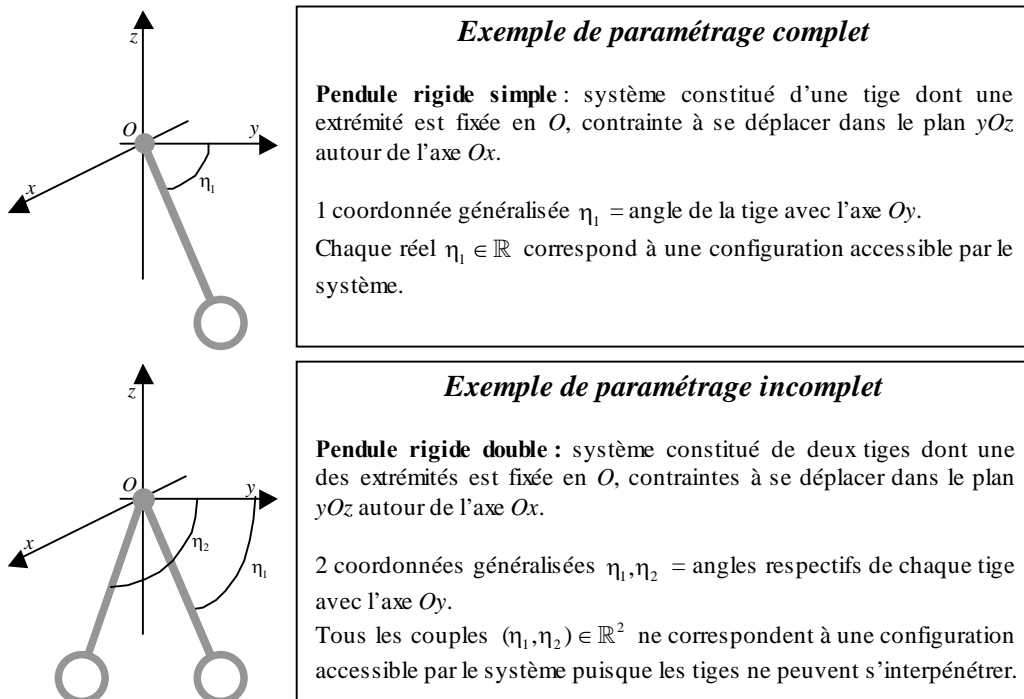 z
O
y
x
η₁
Exemple de paramétrage complet
Pendule rigide simple : système constitué d'une tige dont une
extrémité est fixée en O, contrainte à se déplacer dans le plan yOz
autour de l'axe Ox.
1 coordonnée généralisée η₁ = angle de la tige avec l'axe Oy.
Chaque réel η₁ ∈ ℝ correspond à une configuration accessible par le
système.
z
O
y
x
η₂
η₁
Exemple de paramétrage incomplet
Pendule rigide double : système constitué de deux tiges dont une
des extrémités est fixée en O, contraintes à se déplacer dans le plan
yOz autour de l'axe Ox.
2 coordonnées généralisées η₁,η₂ = angles respectifs de chaque tige
avec l'axe Oy.
Tous les couples (η₁,η₂) ∈ ℝ² ne correspondent à une configuration
accessible par le système puisque les tiges ne peuvent s'interpénétrer.